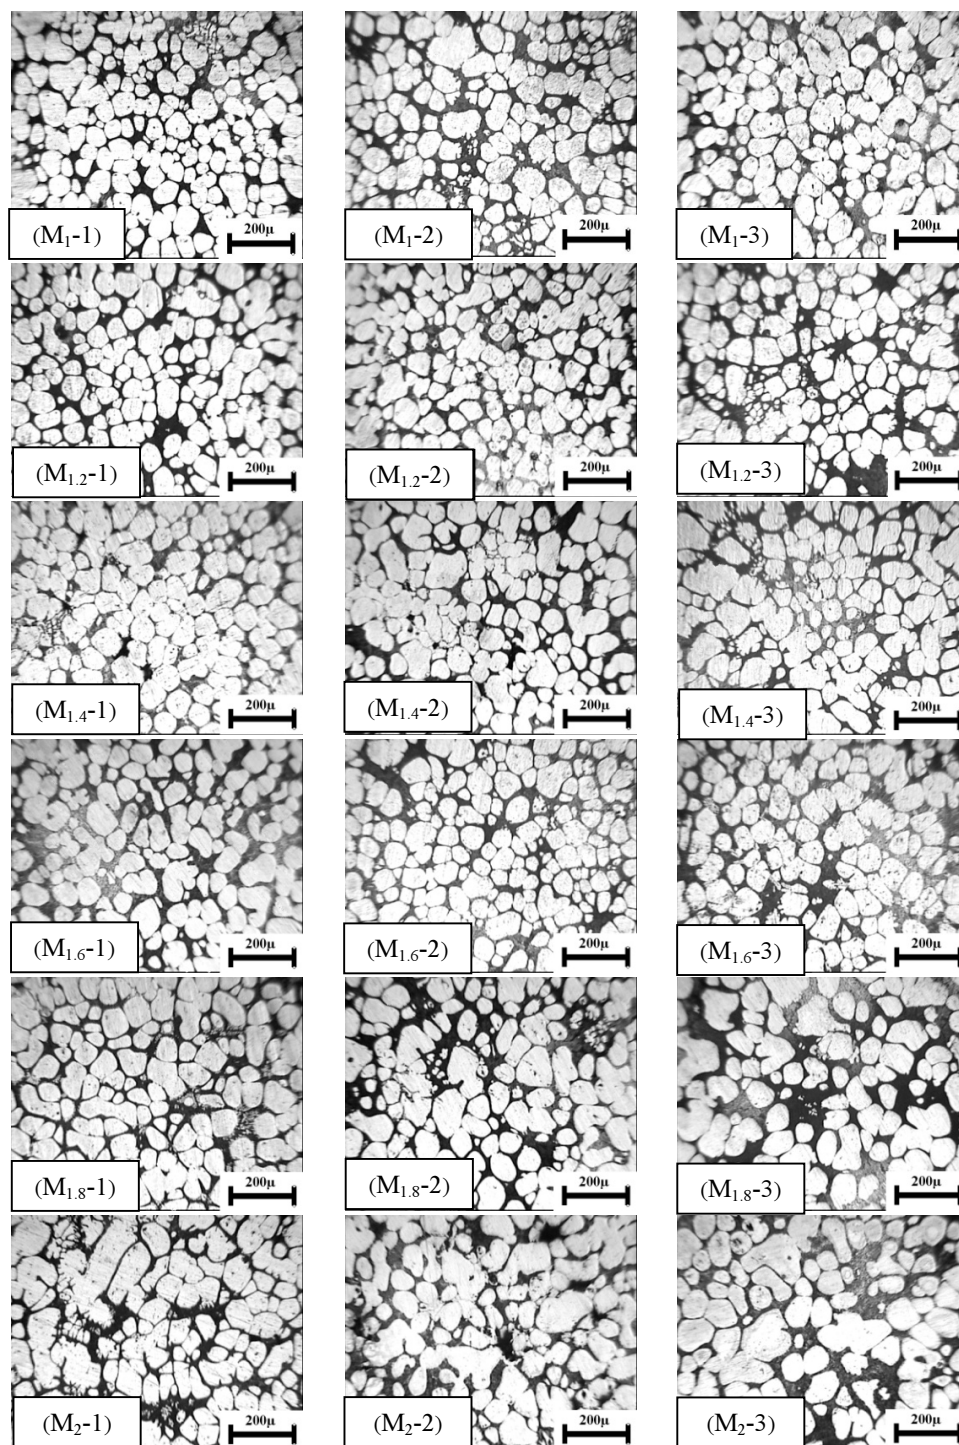 (M₁-1) 200µ (M₁-2) 200µ (M₁-3) 200µ
(M₁.₂-1) 200µ (M₁.₂-2) 200µ (M₁.₂-3) 200µ
(M₁.₄-1) 200µ (M₁.₄-2) 200µ (M₁.₄-3) 200µ
(M₁.₆-1) 200µ (M₁.₆-2) 200µ (M₁.₆-3) 200µ
(M₁.₈-1) 200µ (M₁.₈-2) 200µ (M₁.₈-3) 200µ
(M₂-1) 200µ (M₂-2) 200µ (M₂-3) 200µ